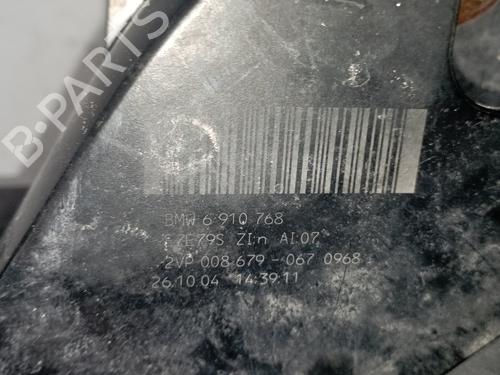 B-PARTS
BMW 6 910 768
ZE79S ZI:n AI:07
2VP 008 679 - 067 0968
26.10.04 14:39:11